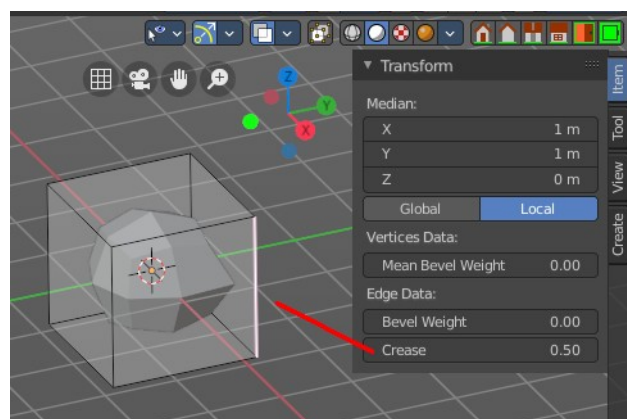 Transform
Median:
X 1 m
Y 1 m
Z 0 m
Global Local
Vertices Data:
Mean Bevel Weight 0.00
Edge Data:
Bevel Weight 0.00
Crease 0.50
Item
Tool
View
Create
Z
Y
X